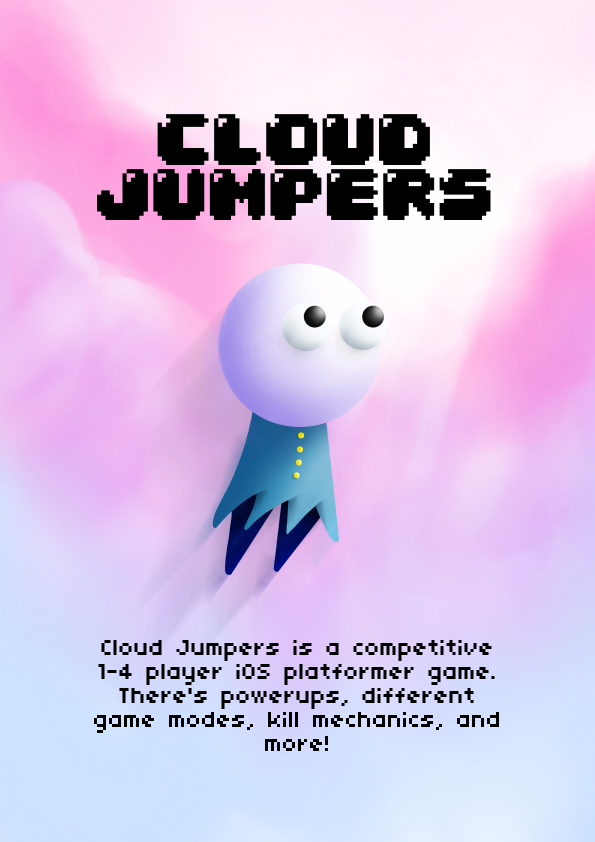 CLOUD
JUMPERS
Cloud Jumpers is a competitive
1-4 player iOS platformer game.
There's powerups, different
game modes, kill mechanics, and
more!